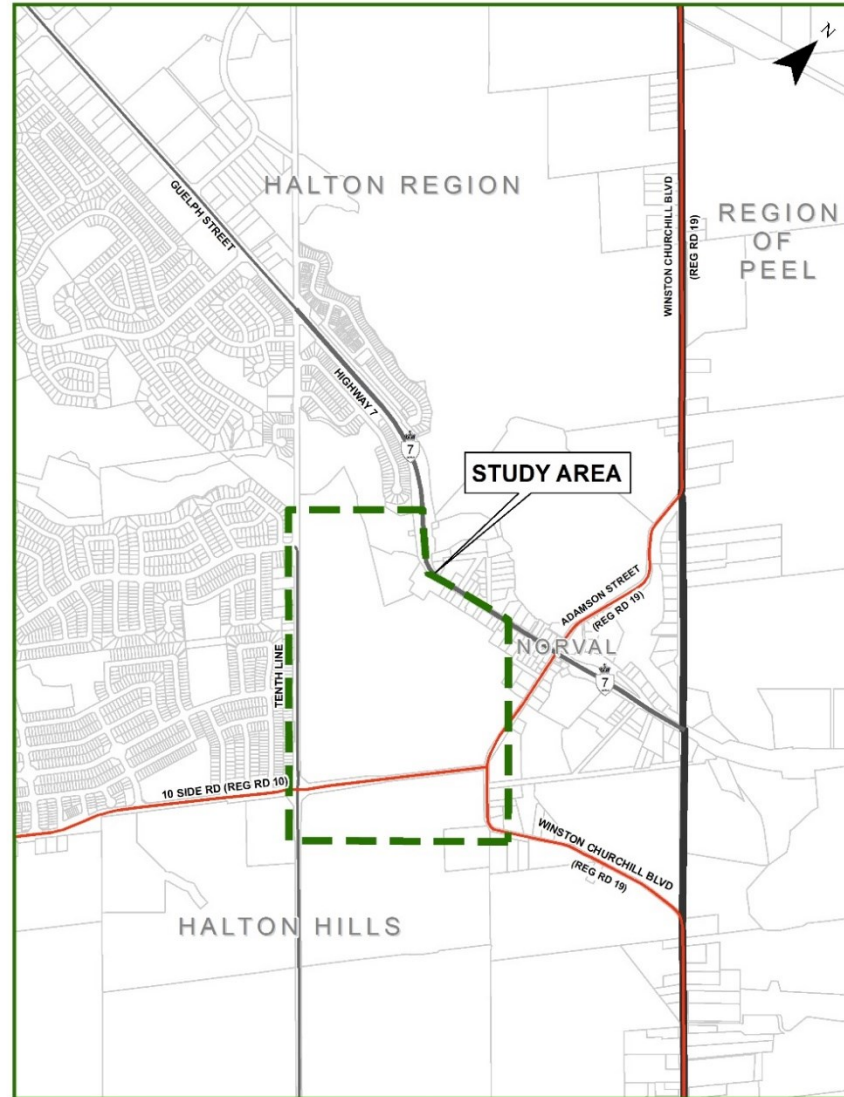 N
HALTON REGION
GUELPH STREET
WINSTON CHURCHILL BLVD
(REG RD 19)
REGION
OF
PEEL
HIGHWAY 7
7
STUDY AREA
ADAMSON STREET
(REG RD 19)
NORVAL
7
TENTH LINE
10 SIDE RD (REG RD 10)
WINSTON CHURCHILL BLVD
(REG RD 19)
HALTON HILLS